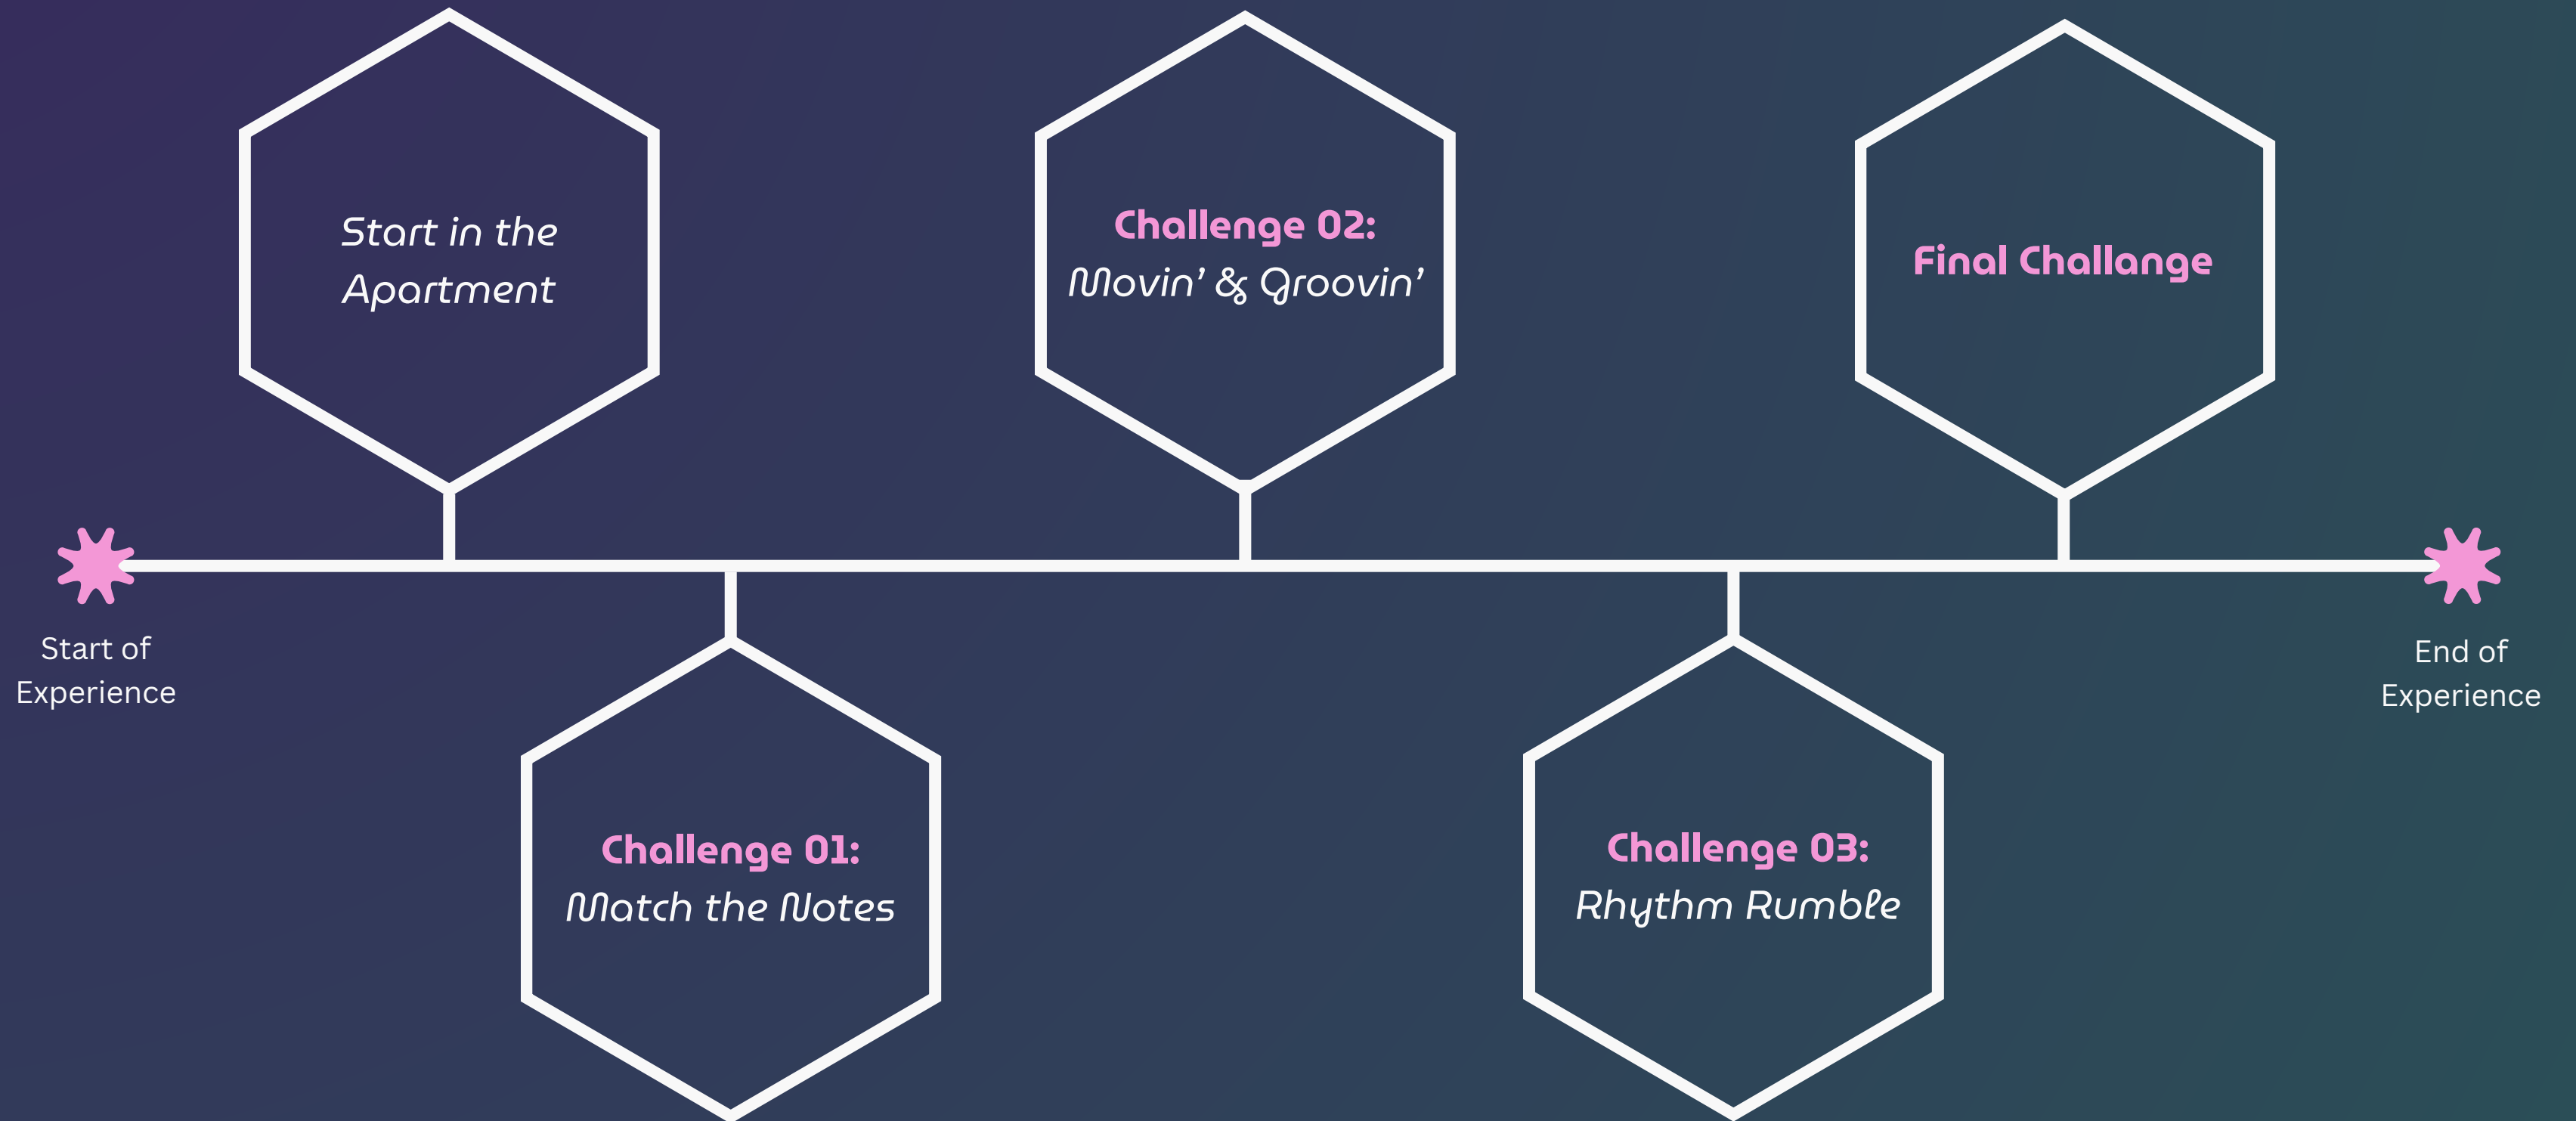 Start of
Experience
Start in the
Apartment
Challenge 01:
Match the Notes
Challenge 02:
Movin' & Groovin'
Challenge 03:
Rhythm Rumble
Final Challange
End of
Experience